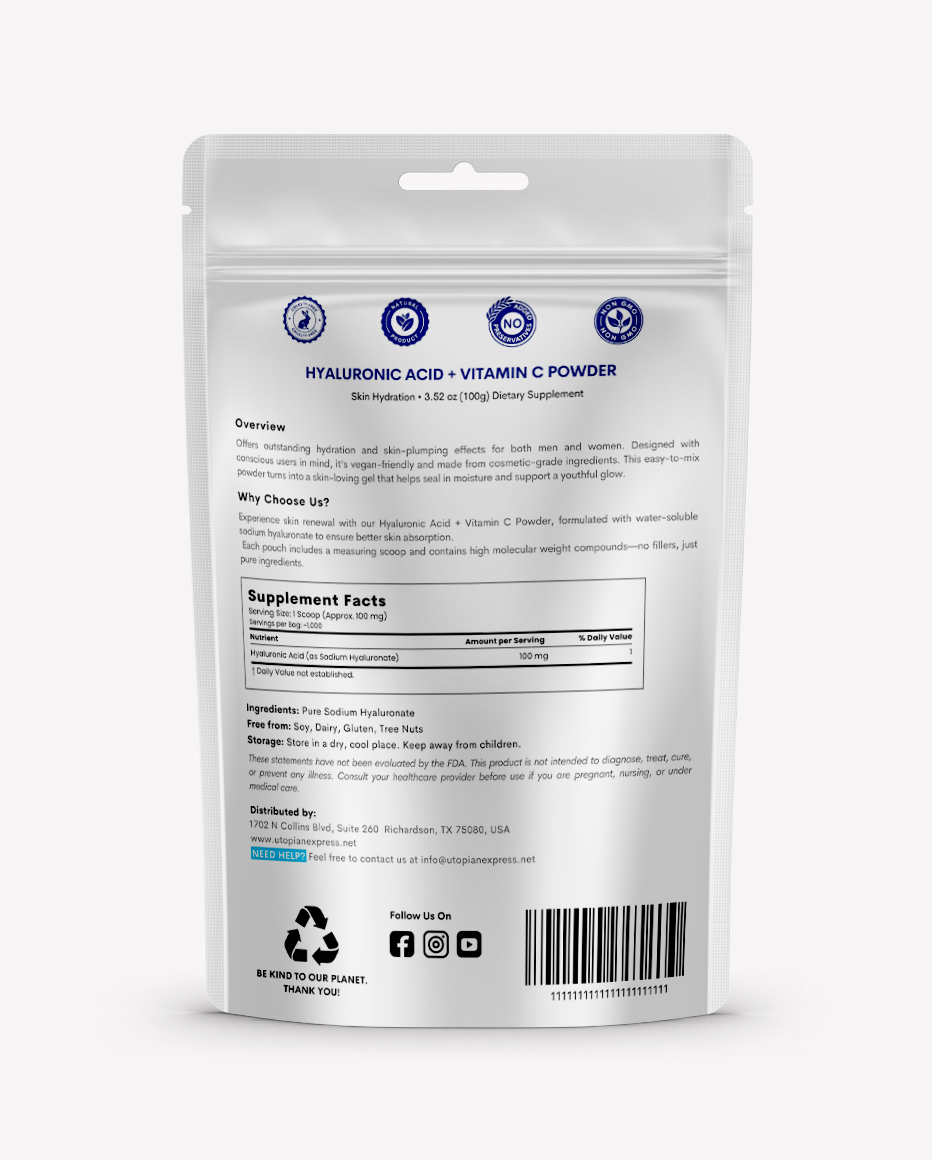 CRUELTY FREE
CRUELTY FREE
NATURAL
PRODUCT
ADDED
NO
PRESERVATIVES
NON GMO
NON GMO
HYALURONIC ACID + VITAMIN C POWDER
Skin Hydration • 3.52 oz (100g) Dietary Supplement
Overview
Offers outstanding hydration and skin-plumping effects for both men and women. Designed with
conscious users in mind, it's vegan-friendly and made from cosmetic-grade ingredients. This easy-to-mix
powder turns into a skin-loving gel that helps seal in moisture and support a youthful glow.
Why Choose Us?
Experience skin renewal with our Hyaluronic Acid + Vitamin C Powder, formulated with water-soluble
sodium hyaluronate to ensure better skin absorption.
Each pouch includes a measuring scoop and contains high molecular weight compounds—no fillers, just
pure ingredients.
Supplement Facts
Serving Size: 1 Scoop (Approx. 100 mg)
Servings per Bag: ~1,000
Nutrient Amount per Serving % Daily Value
Hyaluronic Acid (as Sodium Hyaluronate) 100 mg 1
† Daily Value not established.
Ingredients: Pure Sodium Hyaluronate
Free from: Soy, Dairy, Gluten, Tree Nuts
Storage: Store in a dry, cool place. Keep away from children.
These statements have not been evaluated by the FDA. This product is not intended to diagnose, treat, cure,
or prevent any illness. Consult your healthcare provider before use if you are pregnant, nursing, or under
medical care.
Distributed by:
1702 N Collins Blvd, Suite 260 Richardson, TX 75080, USA
www.utopianexpress.net
NEED HELP? Feel free to contact us at info@utopianexpress.net
Follow Us On
BE KIND TO OUR PLANET.
THANK YOU!